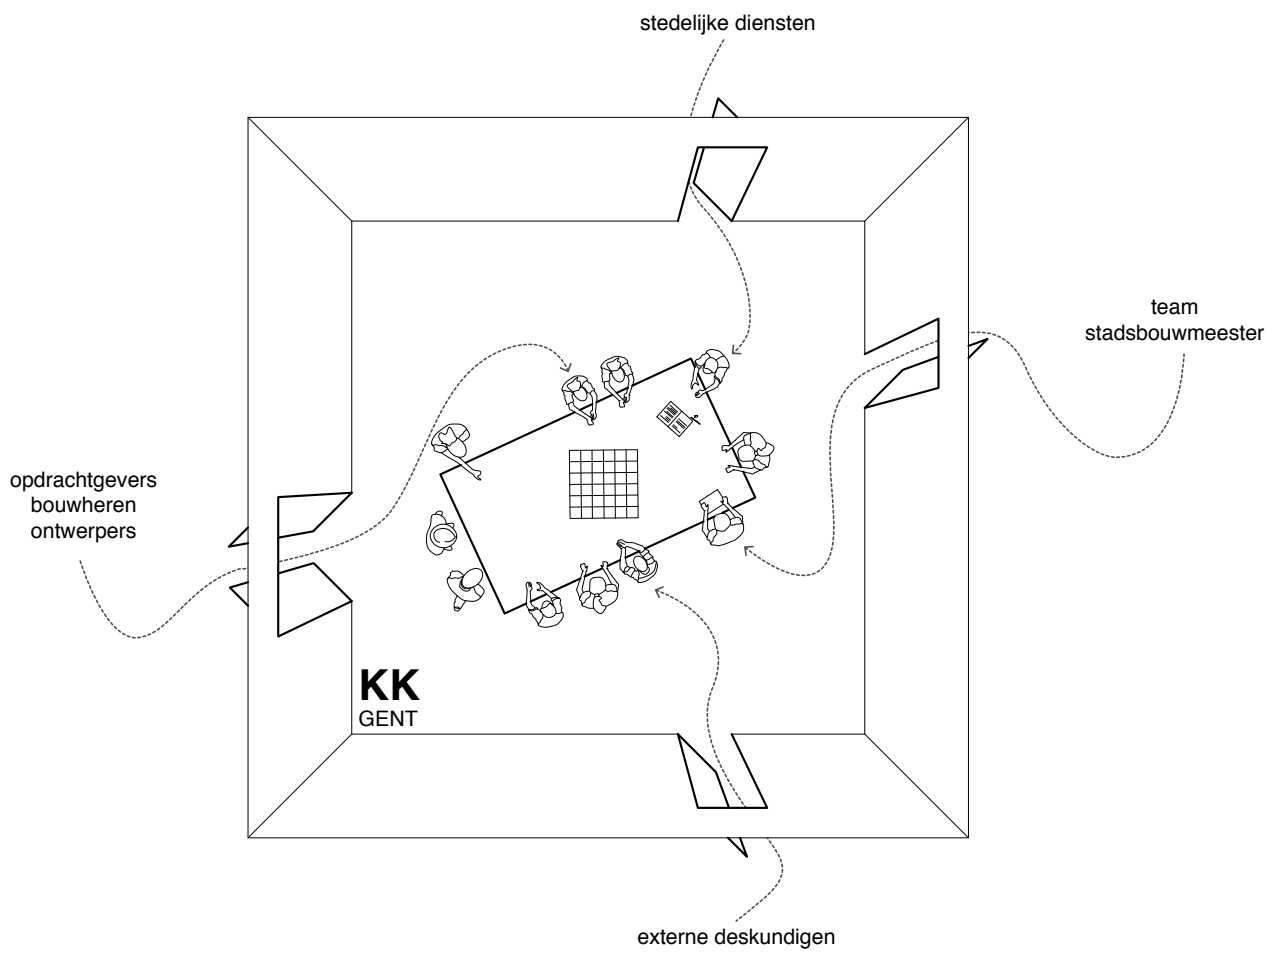 stedelijke diensten
team
stadsbouwmeester
opdrachtgevers
bouwheren
ontwerpers
KK
GENT
externe deskundigen